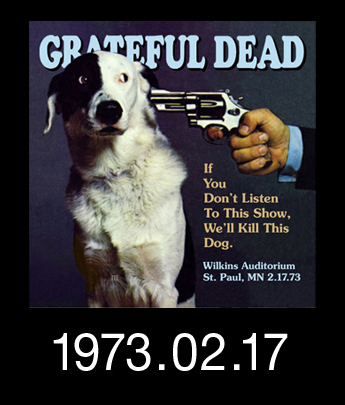 GRATEFUL DEAD
If
You
Don't Listen
To This Show,
We'll Kill This
Dog.
Wilkins Auditorium
St. Paul, MN 2.17.73
1973.02.17